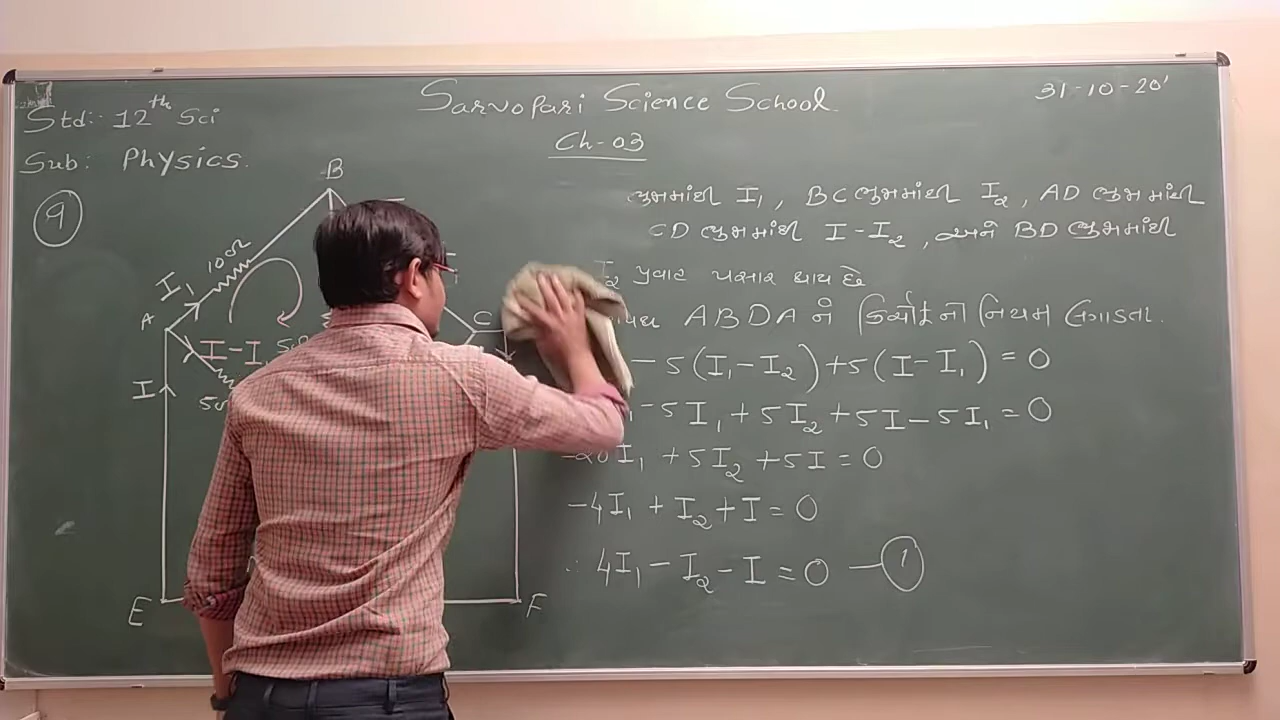 Sarvopari Science School
31-10-20'
Std:- 12th Sci
Sub: Physics.
Ch-03
9
B
10Ω
I1
A
I-I
I
C
E
F
ભુજમાંથી I1, BC ભુજમાંથી I2, AD ભુજમાંથી
CD ભુજમાંથી I-I2, અને BD ભુજમાંથી
I2 પ્રવાહ પસાર થાય છે
ABDA ને કિર્ચોફનો નિયમ લગાડતા.
-5(I1-I2)+5(I-I1)=0
-5I1+5I2+5I-5I1=0
-20I1+5I2+5I=0
-4I1+I2+I=0
∴ 4I1-I2-I=0 —1